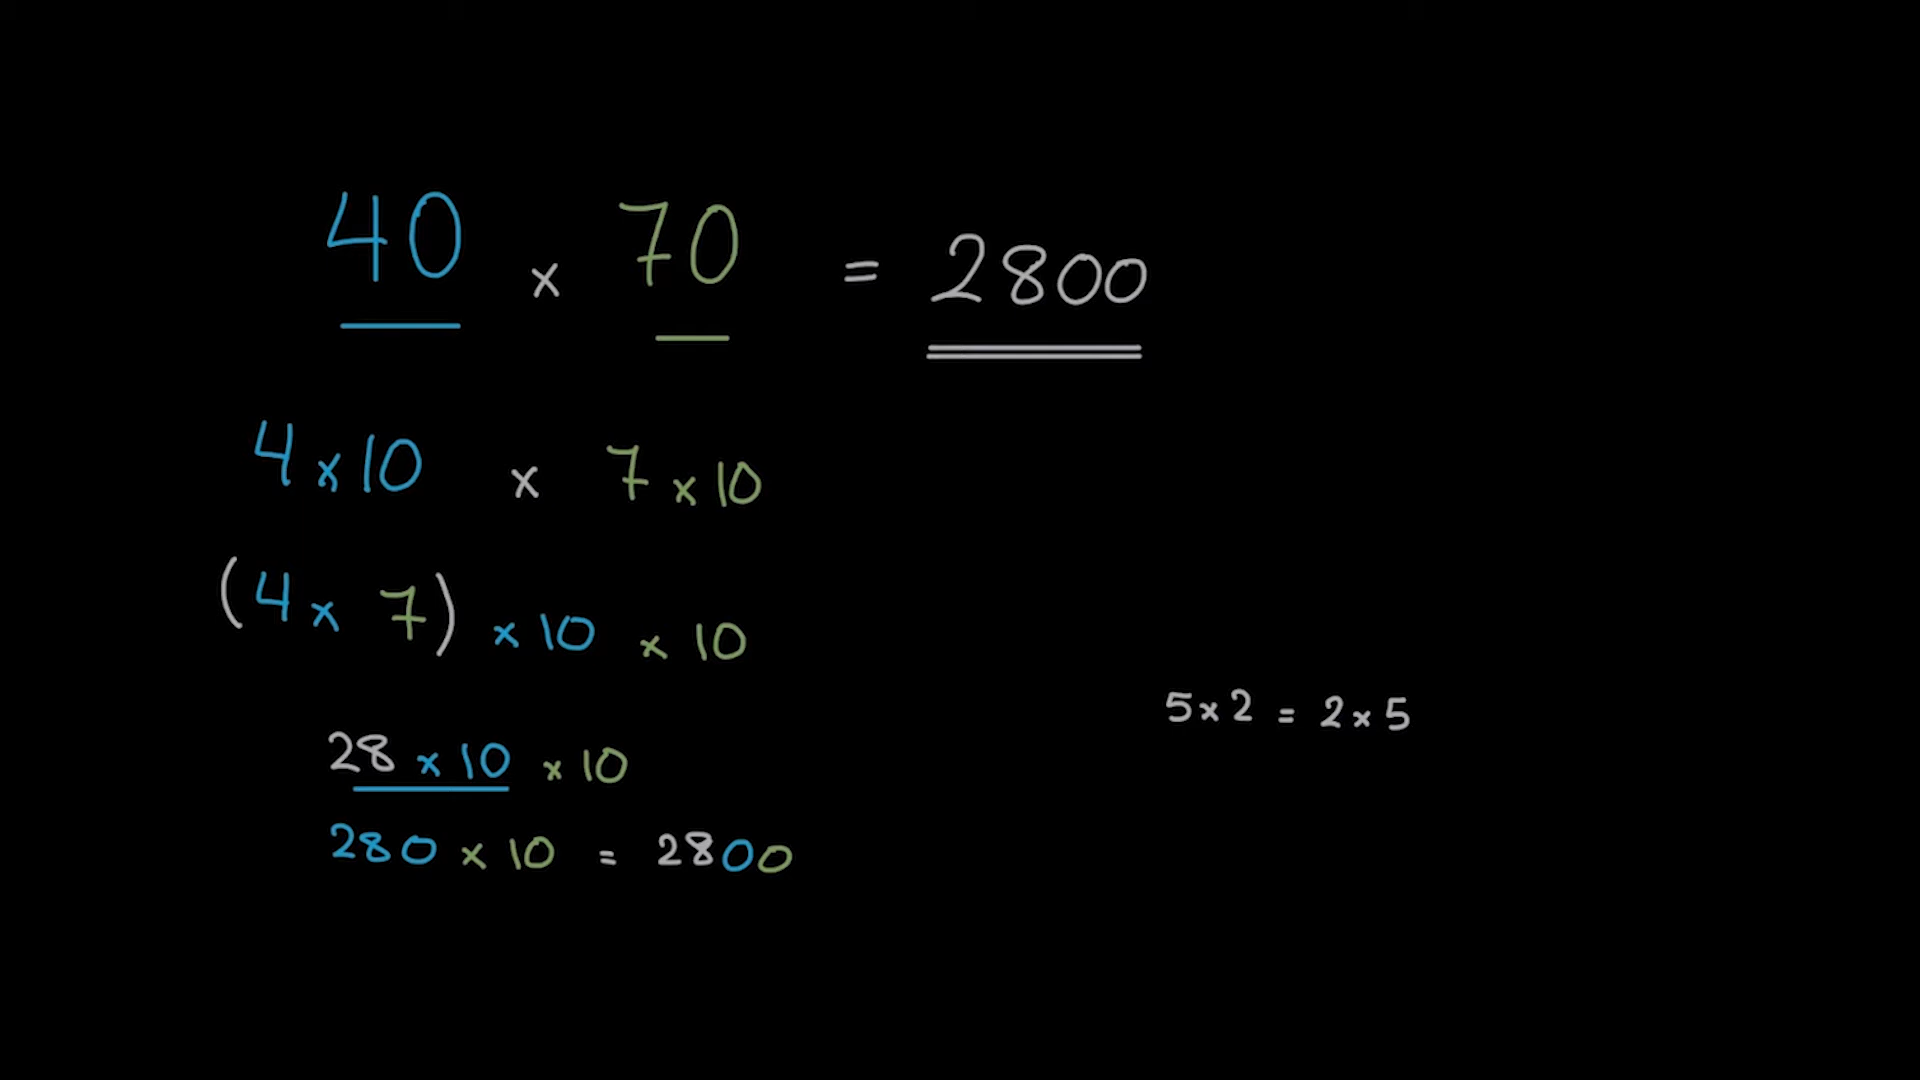 40 x 70 = 2800
4 x 10 x 7 x 10
(4 x 7) x 10 x 10
5 x 2 = 2 x 5
28 x 10 x 10
280 x 10 = 2800